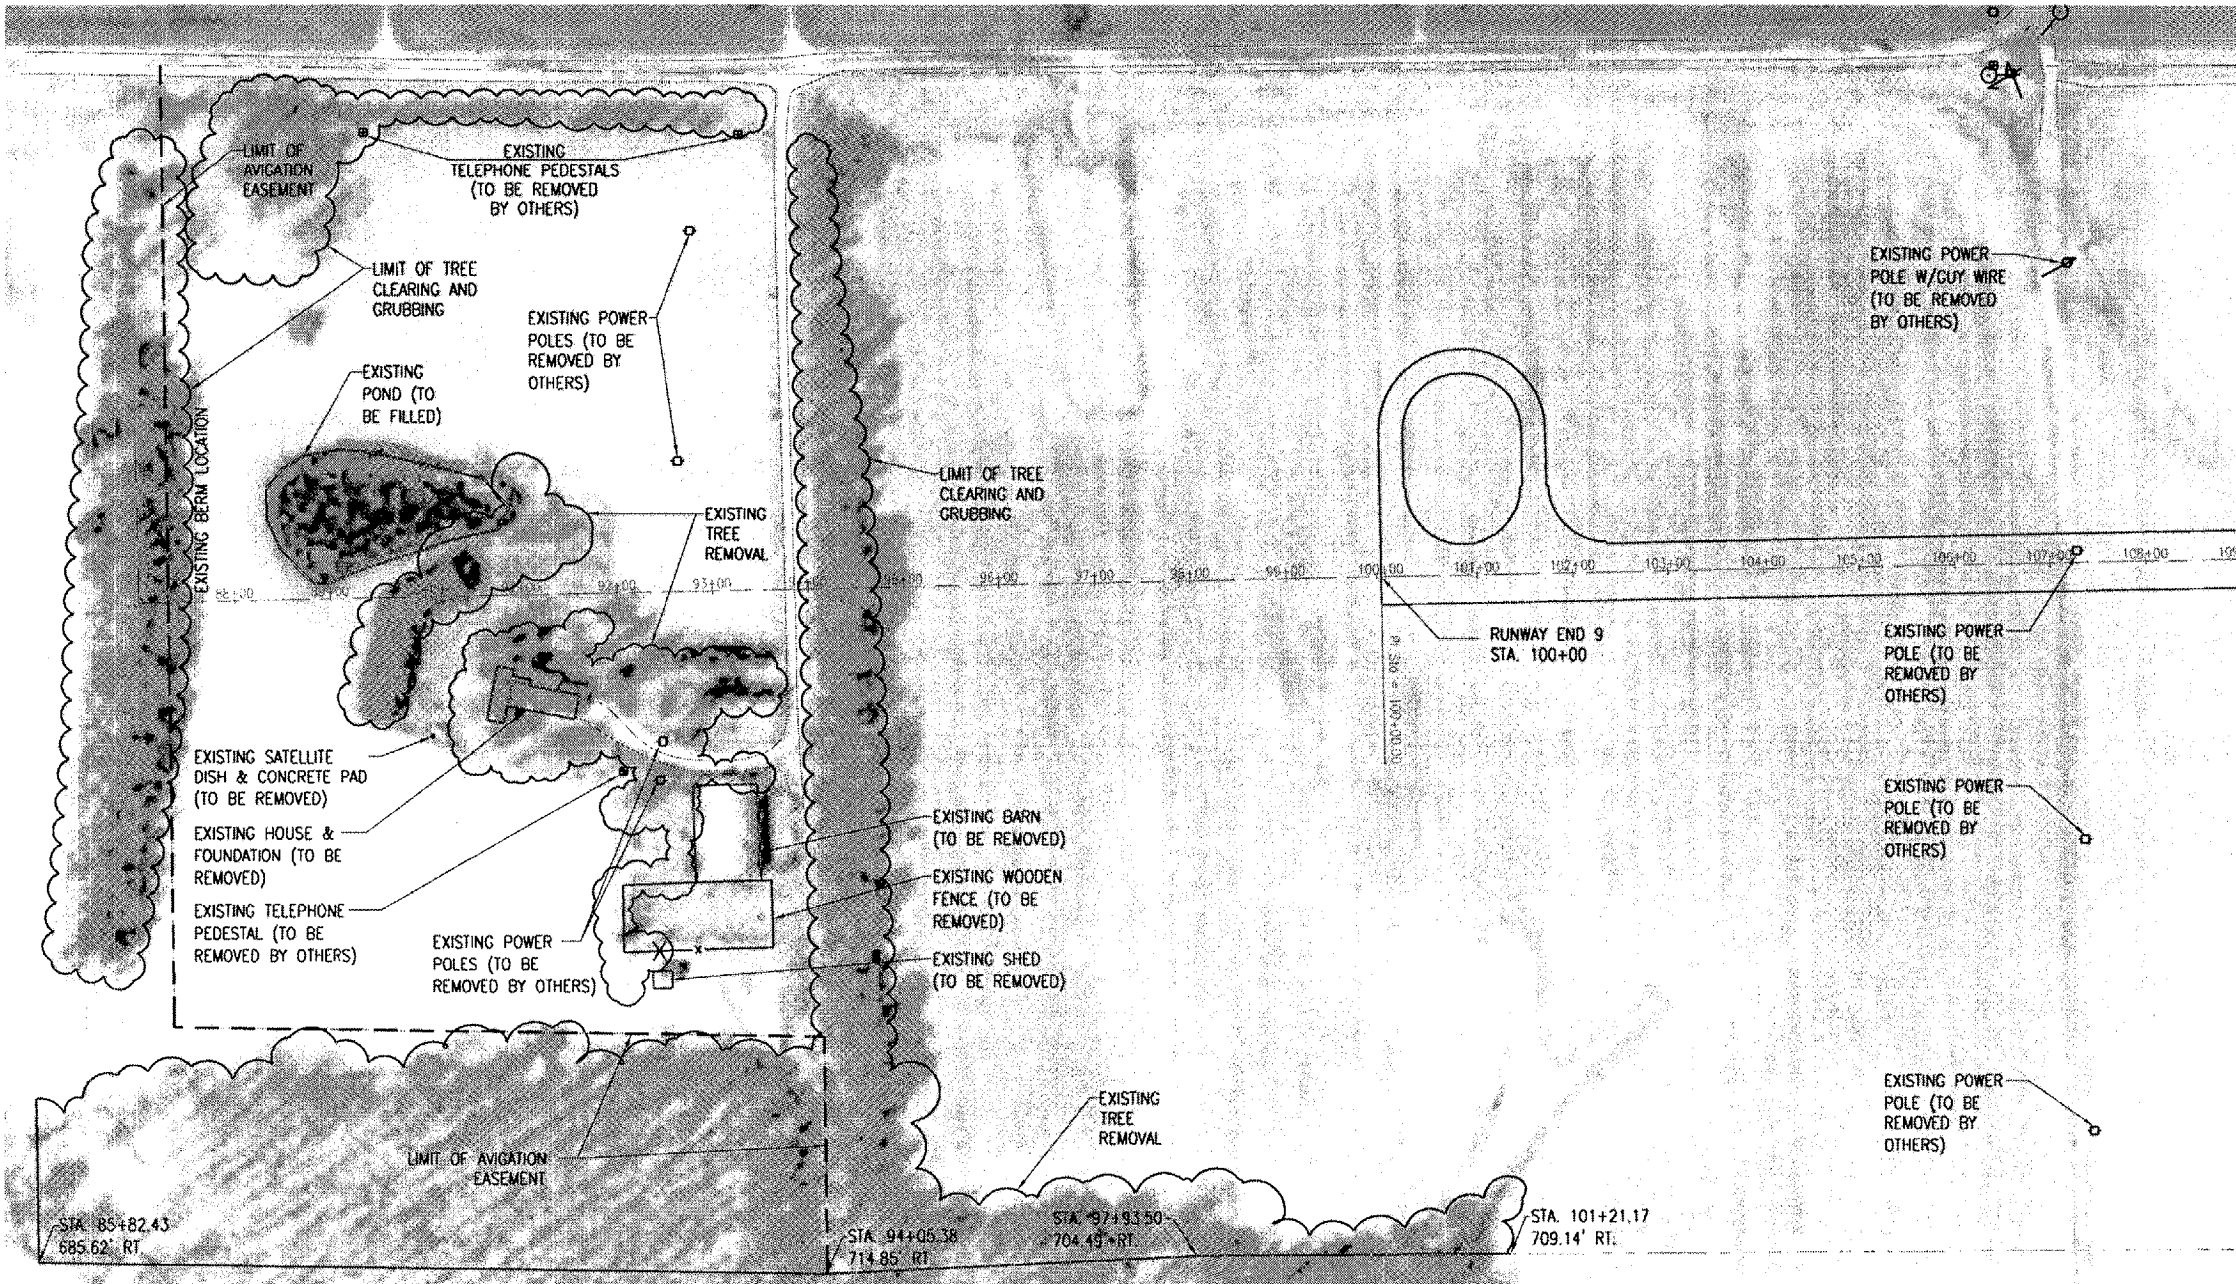 LIMIT OF
AVIGATION
EASEMENT
EXISTING
TELEPHONE PEDESTALS
(TO BE REMOVED
BY OTHERS)
LIMIT OF TREE
CLEARING AND
GRUBBING
EXISTING POWER
POLES (TO BE
REMOVED BY
OTHERS)
EXISTING POWER
POLE W/GUY WIRE
(TO BE REMOVED
BY OTHERS)
EXISTING
POND (TO
BE FILLED)
EXISTING BERM LOCATION
EXISTING
TREE
REMOVAL
LIMIT OF TREE
CLEARING AND
GRUBBING
88+00
92+00
93+00
96+00
97+00
98+00
99+00
100+00
101+00
102+00
103+00
104+00
105+00
106+00
107+00
108+00
RUNWAY END 9
STA. 100+00
EXISTING POWER
POLE (TO BE
REMOVED BY
OTHERS)
EXISTING SATELLITE
DISH & CONCRETE PAD
(TO BE REMOVED)
EXISTING HOUSE &
FOUNDATION (TO BE
REMOVED)
EXISTING TELEPHONE
PEDESTAL (TO BE
REMOVED BY OTHERS)
EXISTING POWER
POLES (TO BE
REMOVED BY OTHERS)
EXISTING BARN
(TO BE REMOVED)
EXISTING WOODEN
FENCE (TO BE
REMOVED)
EXISTING SHED
(TO BE REMOVED)
EXISTING POWER
POLE (TO BE
REMOVED BY
OTHERS)
EXISTING POWER
POLE (TO BE
REMOVED BY
OTHERS)
EXISTING
TREE
REMOVAL
LIMIT OF AVIGATION
EASEMENT
STA. 85+82.43
685.62' RT.
STA. 94+05.38
714.85' RT.
STA. 97+93.50
704.49' RT.
STA. 101+21.17
709.14' RT.